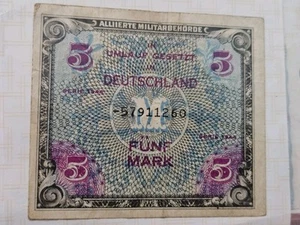 ALLIIERTE MILITÄRBEHÖRDE
5 IN 5
UMLAUF GESETZT
IN
DEUTSCHLAND
SERIE 1944
M
-57911260
SERIE 1944
FÜNF
MARK
5 5